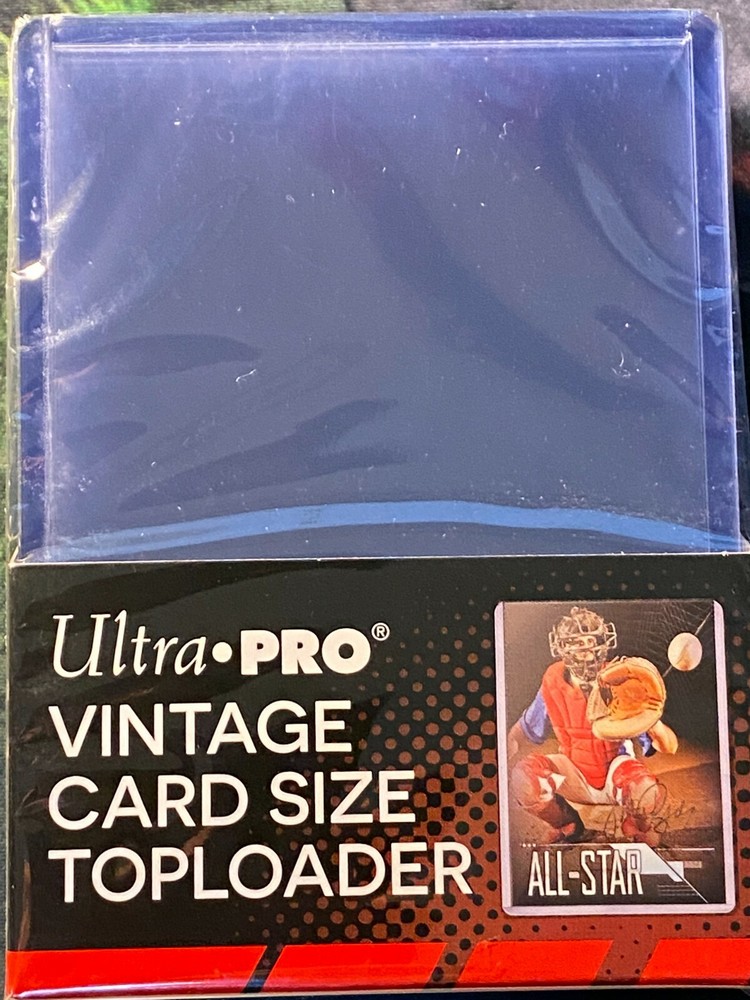 Ultra•PRO®
VINTAGE
CARD SIZE
TOPLOADER
ALL-STAR